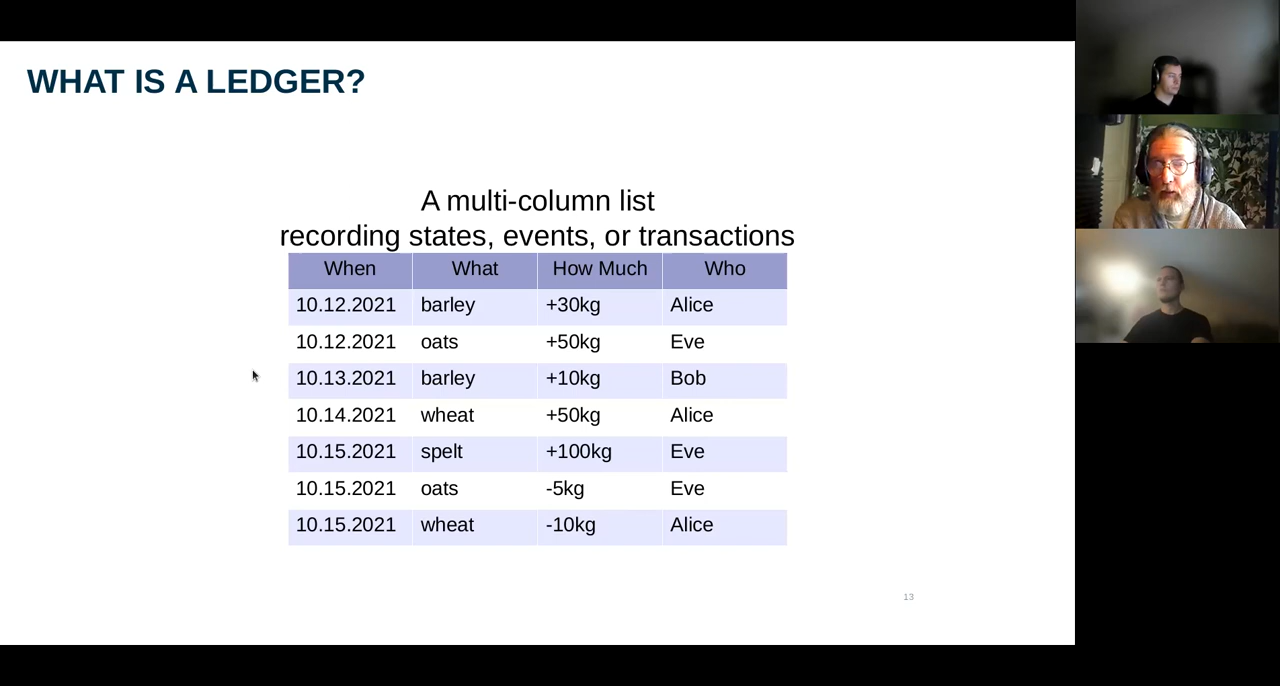 WHAT IS A LEDGER?
A multi-column list
recording states, events, or transactions
When What How Much Who
10.12.2021 barley +30kg Alice
10.12.2021 oats +50kg Eve
10.13.2021 barley +10kg Bob
10.14.2021 wheat +50kg Alice
10.15.2021 spelt +100kg Eve
10.15.2021 oats -5kg Eve
10.15.2021 wheat -10kg Alice
13